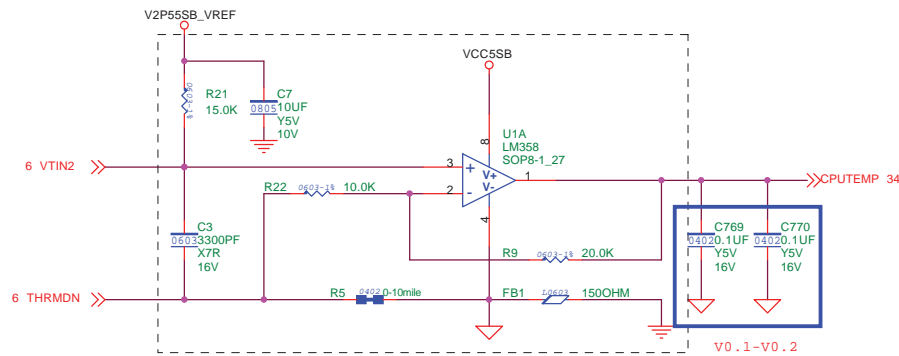 V2P55SB_VREF
VCC5SB
0603-1%
R21
15.0K
C7
0805
10UF
Y5V
10V
U1A
LM358
SOP8-1_27
8
6 VTIN2
3
+
V+
1
CPUTEMP 34
R22
0603-1%
10.0K
2
-
V-
4
C3
0603
3300PF
X7R
16V
C769
0402
0.1UF
Y5V
16V
C770
0402
0.1UF
Y5V
16V
R9
0603-1%
20.0K
6 THRMDN
R5
0402
0-10mile
FB1
L0603
150OHM
V0.1-V0.2